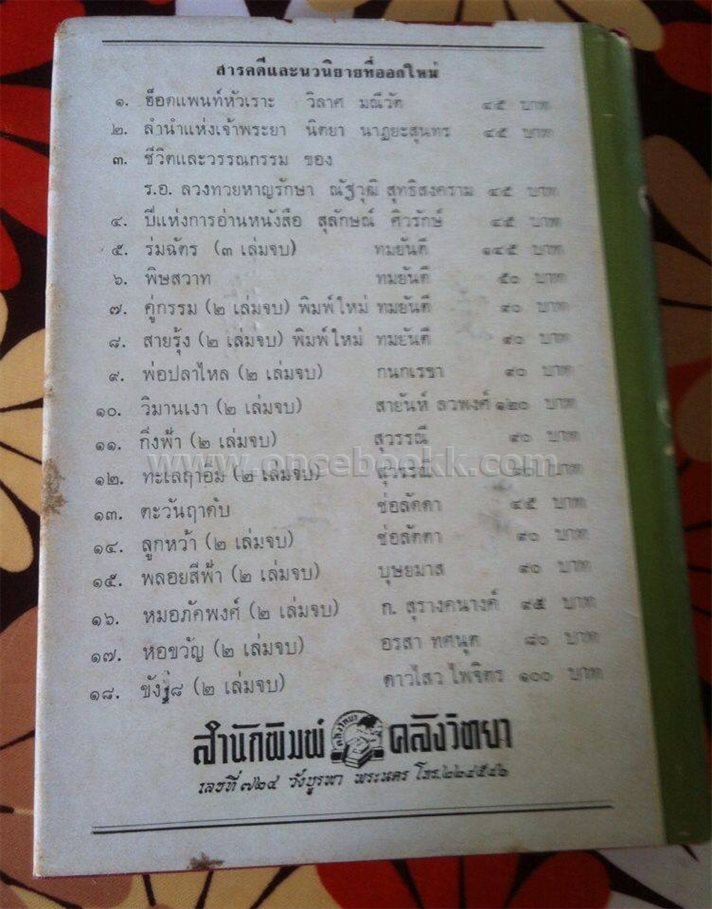 สารคดีและนวนิยายที่ออกใหม่
๑. ช็อตแพนท์หัวเราะ วิลาศ มณีวัต ๔๕ บาท
๒. ลำนำแห่งเจ้าพระยา นิตยา นาฏยะสุนทร ๔๕ บาท
๓. ชีวิตและวรรณกรรม ของ
ร.อ. ลวงทวยหาญรักษา ณัฐวุฒิ สุทธิสงคราม ๔๕ บาท
๔. ปีแห่งการอ่านหนังสือ สุลักษณ์ ศิวรักษ์ ๔๕ บาท
๕. ร่มฉัตร (๓ เล่มจบ) ทมยันตี ๑๔๕ บาท
๖. พิษสวาท ทมยันตี ๕๐ บาท
๗. คู่กรรม (๒ เล่มจบ) พิมพ์ใหม่ ทมยันตี ๙๐ บาท
๘. สายรุ้ง (๒ เล่มจบ) พิมพ์ใหม่ ทมยันตี ๙๐ บาท
๙. พ่อปลาไหล (๒ เล่มจบ) กนกเรขา ๙๐ บาท
๑๐. วิมานเงา (๒ เล่มจบ) สายันห์ ลวพงศ์ ๑๒๐ บาท
๑๑. กิ่งฟ้า (๒ เล่มจบ) สุวรรณี ๙๐ บาท
www.oncebookk.com
๑๒. ทะเลฤาอิ่ม (๒ เล่มจบ) สุวรรณี บาท
๑๓. ตะวันฤาดับ ช่อลัดดา ๔๕ บาท
๑๔. ลูกหว้า (๒ เล่มจบ) ช่อลัดดา ๙๐ บาท
๑๕. พลอยสีฟ้า (๒ เล่มจบ) บุษยมาส ๙๐ บาท
๑๖. หมอภัคพงศ์ (๒ เล่มจบ) ก. สุรางคนางค์ ๙๕ บาท
๑๗. หอขวัญ (๒ เล่มจบ) อรสา ทศนุต ๘๐ บาท
๑๘. ขัง ๘ (๒ เล่มจบ) ดาวไสว ไพจิตร ๑๐๐ บาท
สำนักพิมพ์ คลังวิทยา
เลขที่ ๗๒๔ วังบูรพา พระนคร โทร. ๒๒๔๕๔๖